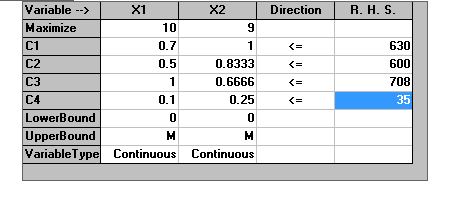 Variable --> X1 X2 Direction R. H. S.
Maximize 10 9
C1 0.7 1 <= 630
C2 0.5 0.8333 <= 600
C3 1 0.6666 <= 708
C4 0.1 0.25 <= 35
LowerBound 0 0
UpperBound M M
VariableType Continuous Continuous